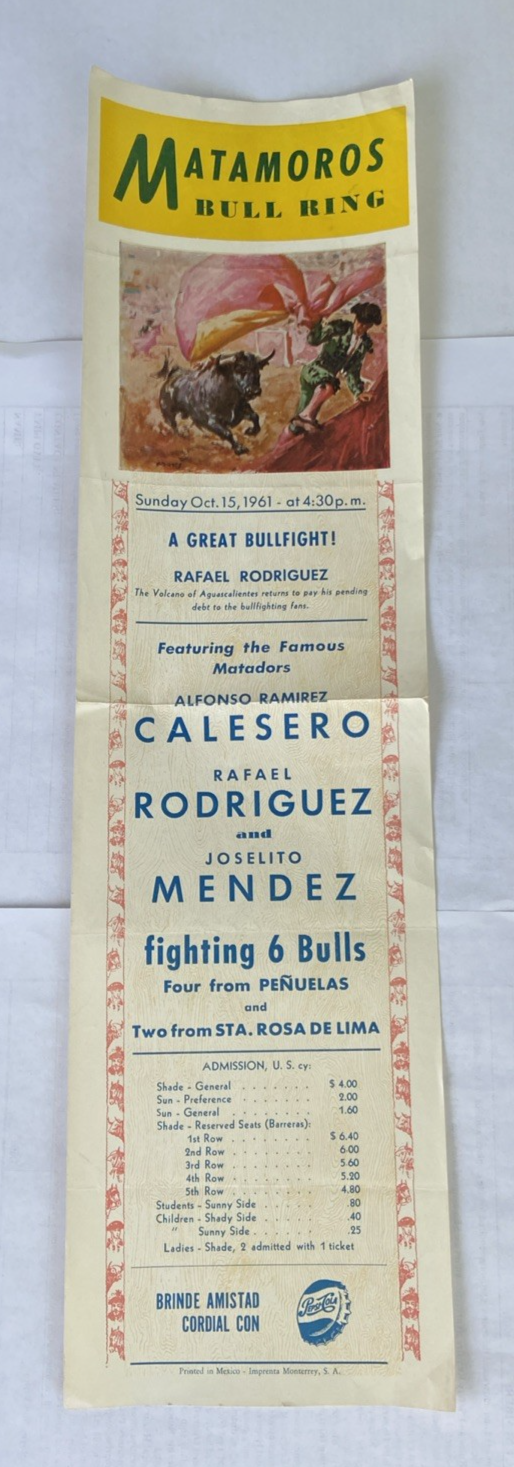 MATAMOROS
BULL RING
Sunday Oct. 15, 1961 - at 4:30 p. m.
A GREAT BULLFIGHT!
RAFAEL RODRIGUEZ
The Volcano of Aguascalientes returns to pay his pending
debt to the bullfighting fans.
Featuring the Famous
Matadors
ALFONSO RAMIREZ
CALESERO
RAFAEL
RODRIGUEZ
and
JOSELITO
MENDEZ
fighting 6 Bulls
Four from PEÑUELAS
and
Two from STA. ROSA DE LIMA
ADMISSION, U. S. cy:
Shade - General . . . . . . . $ 4.00
Sun - Preference . . . . . . . 2.00
Sun - General . . . . . . . . 1.60
Shade - Reserved Seats (Barreras):
1st Row . . . . . . . . $ 6.40
2nd Row . . . . . . . . 6.00
3rd Row . . . . . . . . 5.60
4th Row . . . . . . . . 5.20
5th Row . . . . . . . . 4.80
Students - Sunny Side . . . . . .80
Children - Shady Side . . . . . .40
" Sunny Side . . . . . . .25
Ladies - Shade, 2 admitted with 1 ticket
BRINDE AMISTAD
CORDIAL CON
Pepsi-Cola
Printed in Mexico - Imprenta Monterrey, S. A.